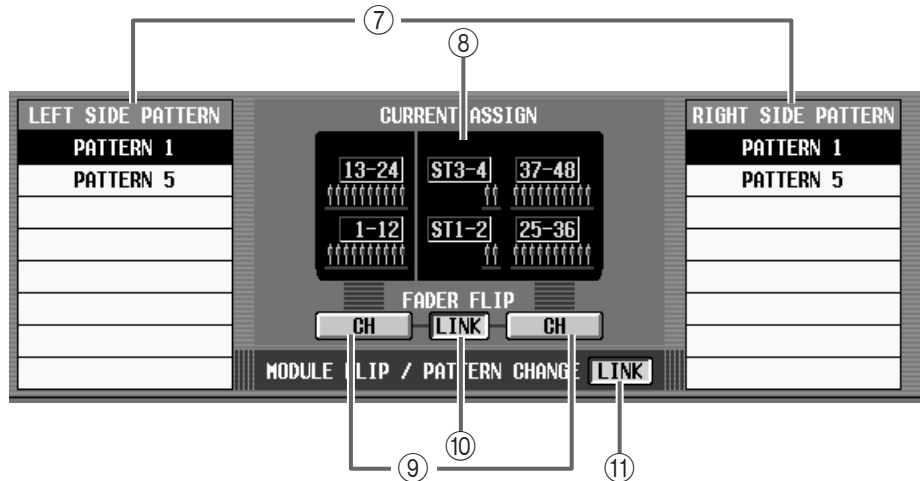 ⑦
⑧
LEFT SIDE PATTERN
PATTERN 1
PATTERN 5
CURRENT ASSIGN
13-24 ST3-4 37-48
1-12 ST1-2 25-36
FADER FLIP
CH LINK CH
MODULE FLIP / PATTERN CHANGE LINK
RIGHT SIDE PATTERN
PATTERN 1
PATTERN 5
⑩
⑨
⑪